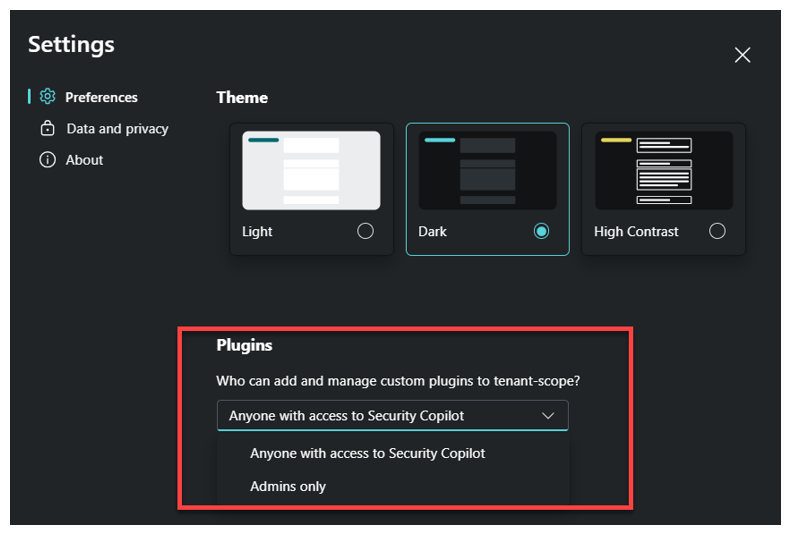 Settings
Preferences
Data and privacy
About
Theme
Light
Dark
High Contrast
Plugins
Who can add and manage custom plugins to tenant-scope?
Anyone with access to Security Copilot
Anyone with access to Security Copilot
Admins only